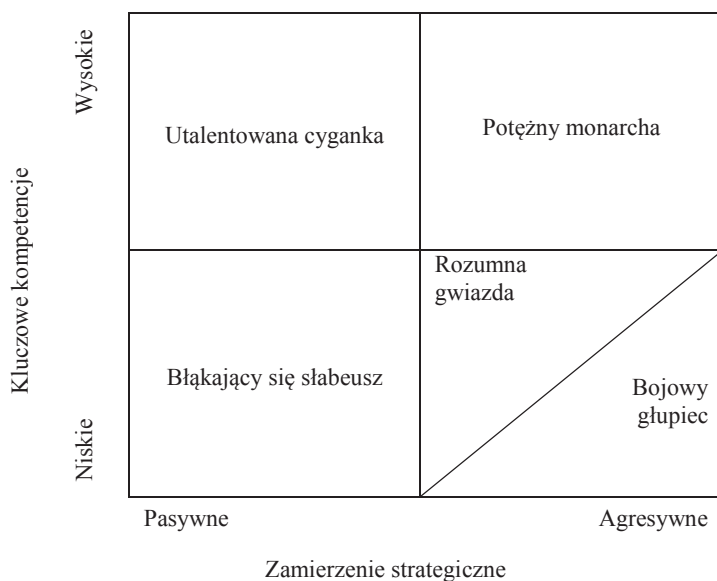 Wysokie
Utalentowana cyganka
Potężny monarcha
Kluczowe kompetencje
Rozumna
gwiazda
Błąkający się słabeusz
Bojowy
głupiec
Niskie
Pasywne
Agresywne
Zamierzenie strategiczne